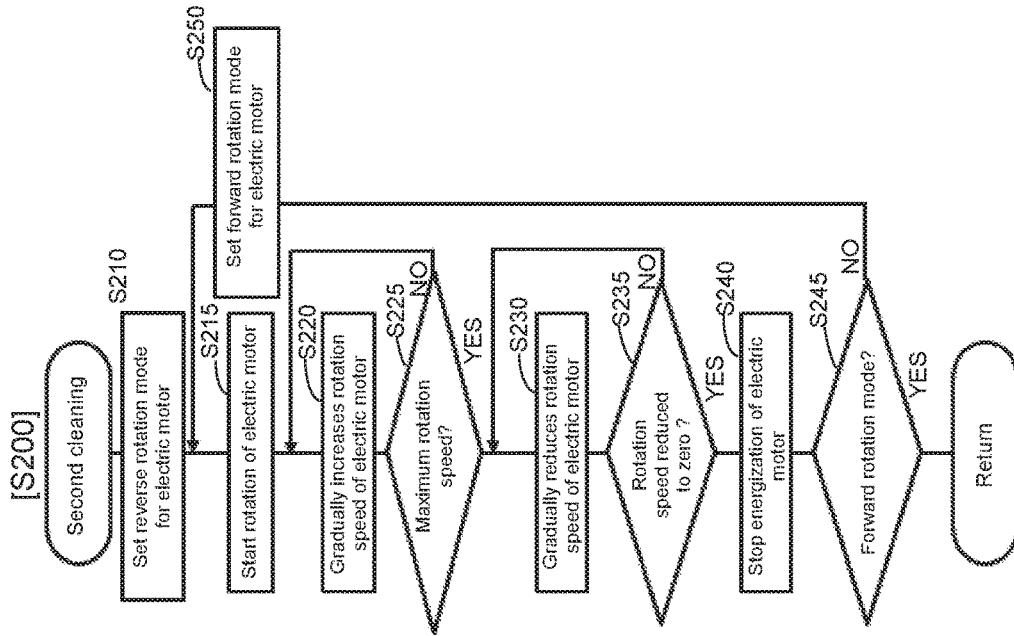 [S200]
Second cleaning
S210
Set reverse rotation mode
for electric motor
S250
Set forward rotation mode
for electric motor
S215
Start rotation of electric motor
S220
Gradually increases rotation
speed of electric motor
S225
Maximum rotation
speed?
NO
YES
S230
Gradually reduces rotation
speed of electric motor
S235
Rotation
speed reduced
to zero ?
NO
YES
S240
Stop energization of electric
motor
S245
Forward rotation mode?
NO
YES
Return